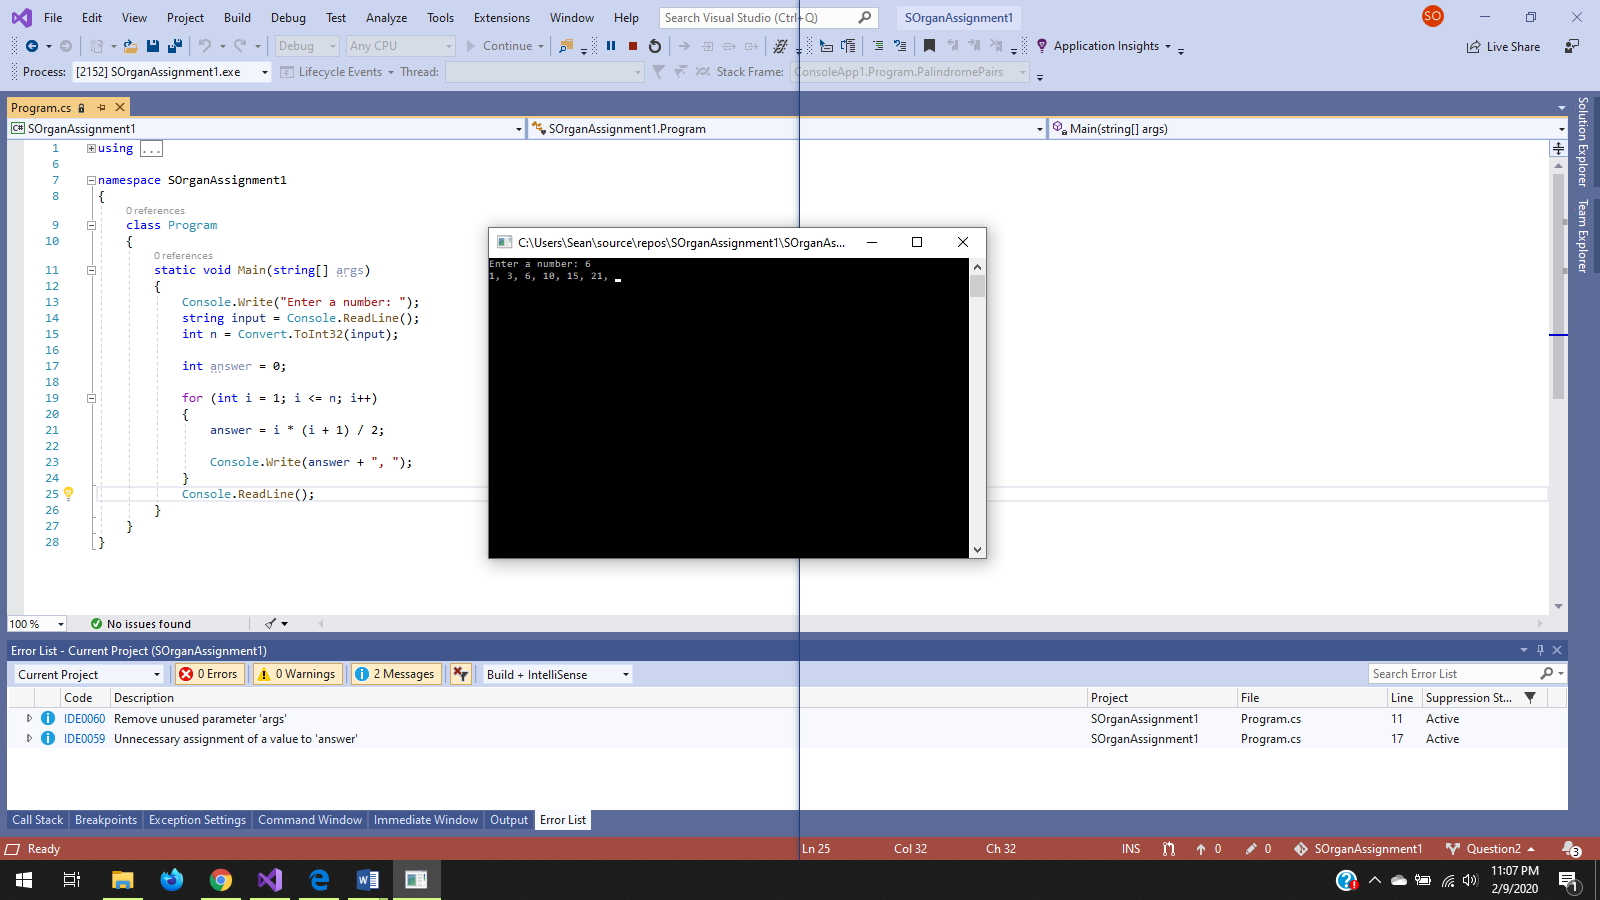 File Edit View Project Build Debug Test Analyze Tools Extensions Window Help Search Visual Studio (Ctrl+Q) SOrganAssignment1 SO
Debug Any CPU Continue Application Insights Live Share
Process: [2152] SOrganAssignment1.exe Lifecycle Events Thread: Stack Frame: ConsoleApp1.Program.PalindromePairs
Program.cs
C# SOrganAssignment1 SOrganAssignment1.Program Main(string[] args)
Solution Explorer
Team Explorer
1 using ...
6
7 namespace SOrganAssignment1
8 {
0 references
9 class Program
10 {
0 references
11 static void Main(string[] args)
12 {
13 Console.Write("Enter a number: ");
14 string input = Console.ReadLine();
15 int n = Convert.ToInt32(input);
16
17 int answer = 0;
18
19 for (int i = 1; i <= n; i++)
20 {
21 answer = i * (i + 1) / 2;
22
23 Console.Write(answer + ", ");
24 }
25 Console.ReadLine();
26 }
27 }
28 }
C:\Users\Sean\source\repos\SOrganAssignment1\SOrganAs...
Enter a number: 6
1, 3, 6, 10, 15, 21,
100 % No issues found
Error List - Current Project (SOrganAssignment1)
Current Project 0 Errors 0 Warnings 2 Messages Build + IntelliSense Search Error List
Code Description Project File Line Suppression St...
IDE0060 Remove unused parameter 'args' SOrganAssignment1 Program.cs 11 Active
IDE0059 Unnecessary assignment of a value to 'answer' SOrganAssignment1 Program.cs 17 Active
Call Stack Breakpoints Exception Settings Command Window Immediate Window Output Error List
Ready Ln 25 Col 32 Ch 32 INS 0 0 SOrganAssignment1 Question2 3
11:07 PM
2/9/2020
1